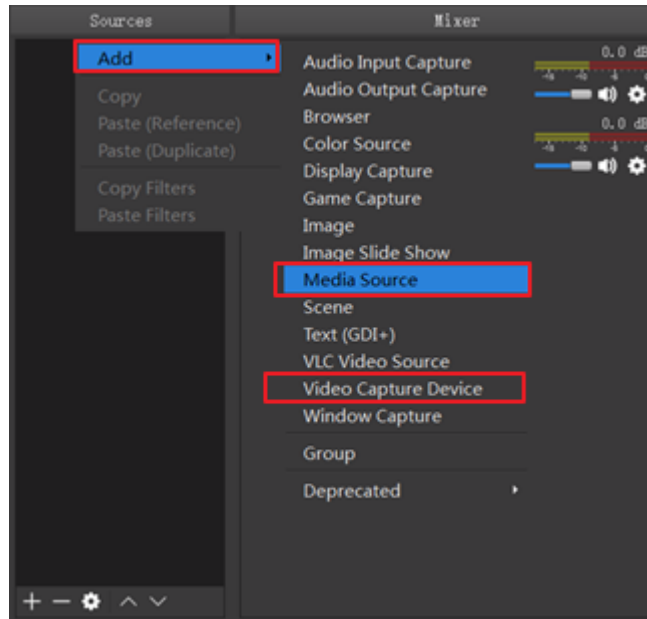 Sources
Mixer
Add
Copy
Paste (Reference)
Paste (Duplicate)
Copy Filters
Paste Filters
Audio Input Capture
Audio Output Capture
Browser
Color Source
Display Capture
Game Capture
Image
Image Slide Show
Media Source
Scene
Text (GDI+)
VLC Video Source
Video Capture Device
Window Capture
Group
Deprecated
0.0 dB
0.0 dB